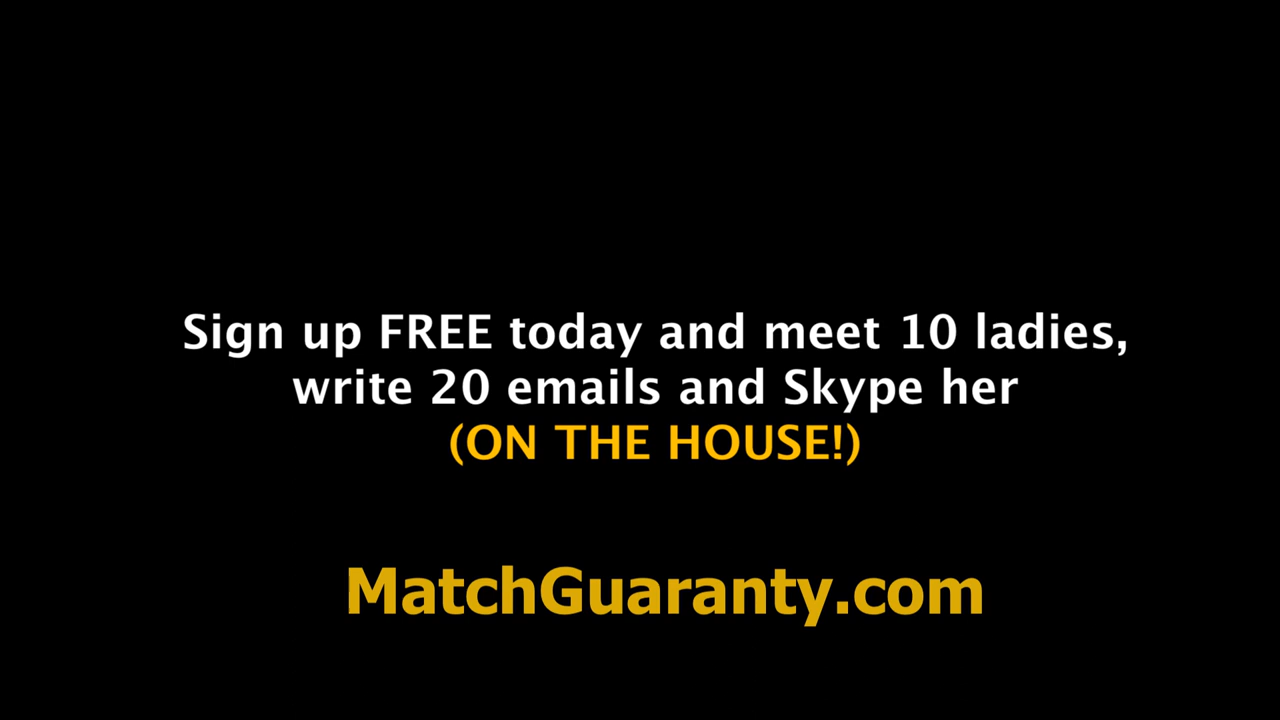 Sign up FREE today and meet 10 ladies,
write 20 emails and Skype her
(ON THE HOUSE!)
MatchGuaranty.com